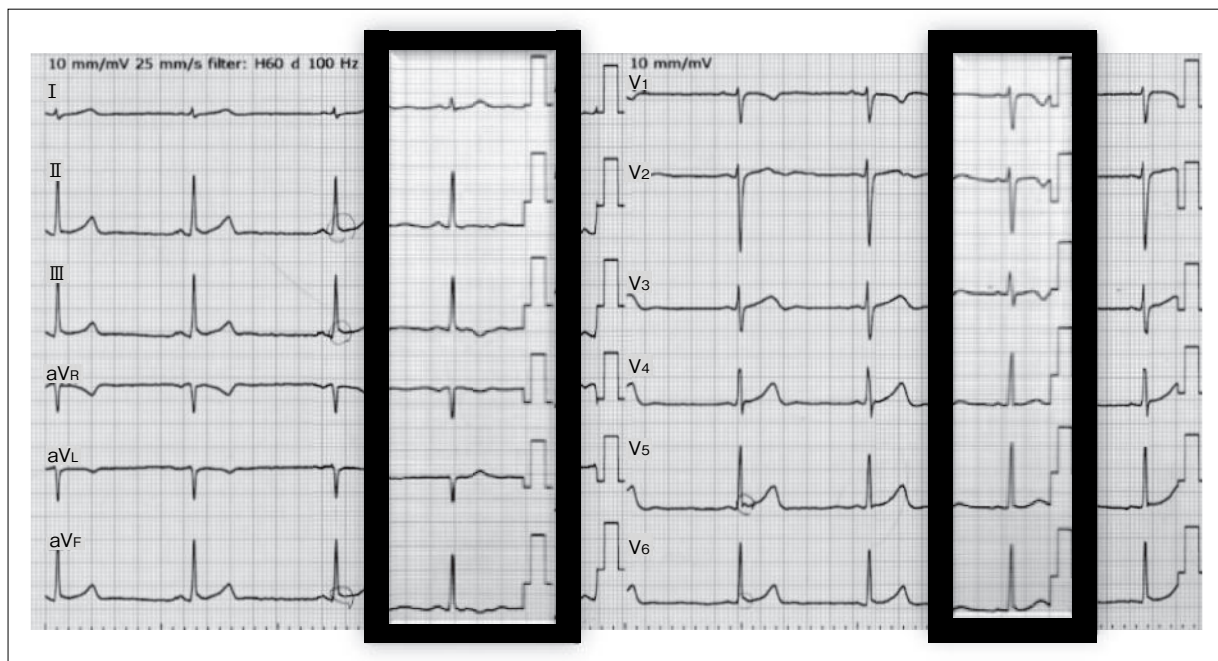 10 mm/mV 25 mm/s filter: H60 d 100 Hz
I
II
III
aVR
aVL
aVF
10 mm/mV
V1
V2
V3
V4
V5
V6